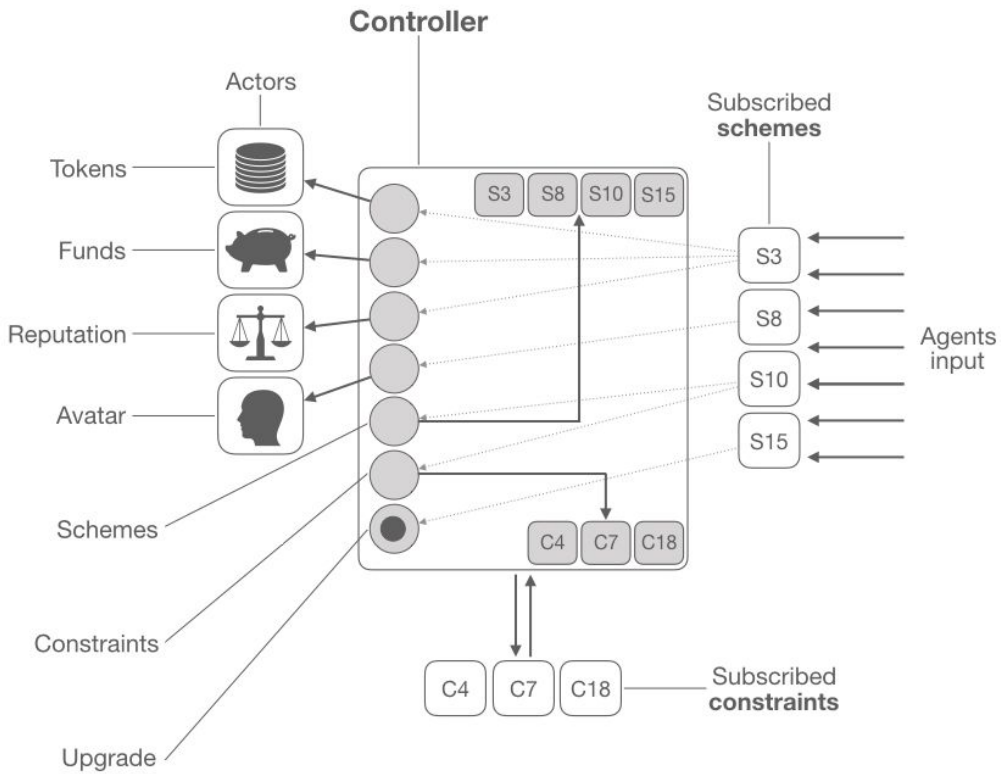 Controller
Actors
Subscribed
schemes
Tokens
S3 S8 S10 S15
Funds
S3
Reputation
S8
Agents
input
S10
Avatar
S15
Schemes
C4 C7 C18
Constraints
C4 C7 C18
Subscribed
constraints
Upgrade